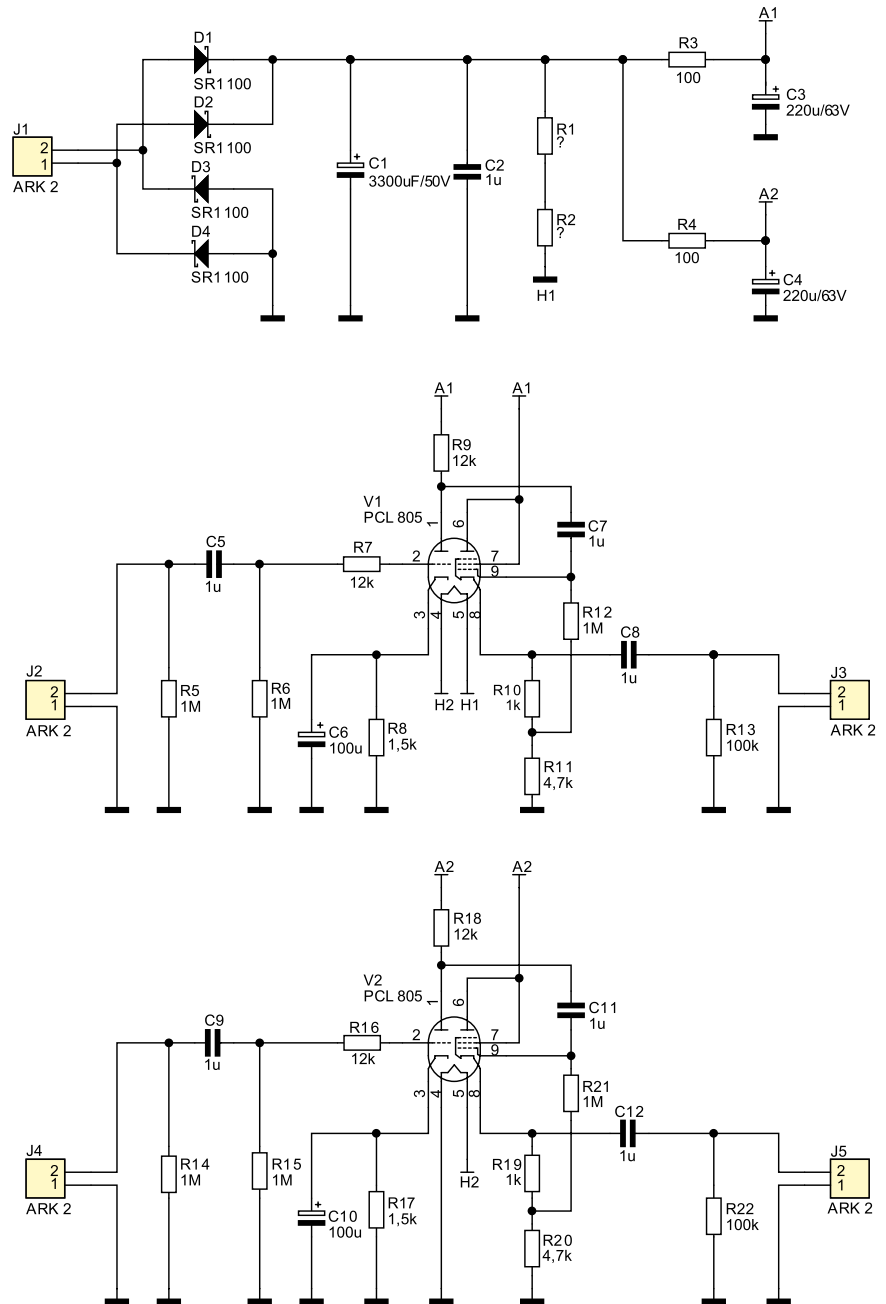 A1
D1
R3
SR1100
100
C3
220u/63V
D2
J1
R1
?
SR1100
2
1
ARK 2
D3
C1
3300uF/50V
C2
1u
SR1100
R2
?
A2
D4
R4
SR1100
100
C4
220u/63V
H1
A1
A1
R9
12k
V1
PCL 805
1
6
C7
1u
C5
1u
R7
12k
2
7
9
3
4
5
8
R12
1M
C8
1u
J2
2
1
ARK 2
R5
1M
R6
1M
C6
100u
R8
1,5k
H2
H1
R10
1k
R11
4,7k
R13
100k
J3
2
1
ARK 2
A2
A2
R18
12k
V2
PCL 805
1
6
C11
1u
C9
1u
R16
12k
2
7
9
3
4
5
8
R21
1M
C12
1u
J4
2
1
ARK 2
R14
1M
R15
1M
C10
100u
R17
1,5k
H2
R19
1k
R20
4,7k
R22
100k
J5
2
1
ARK 2